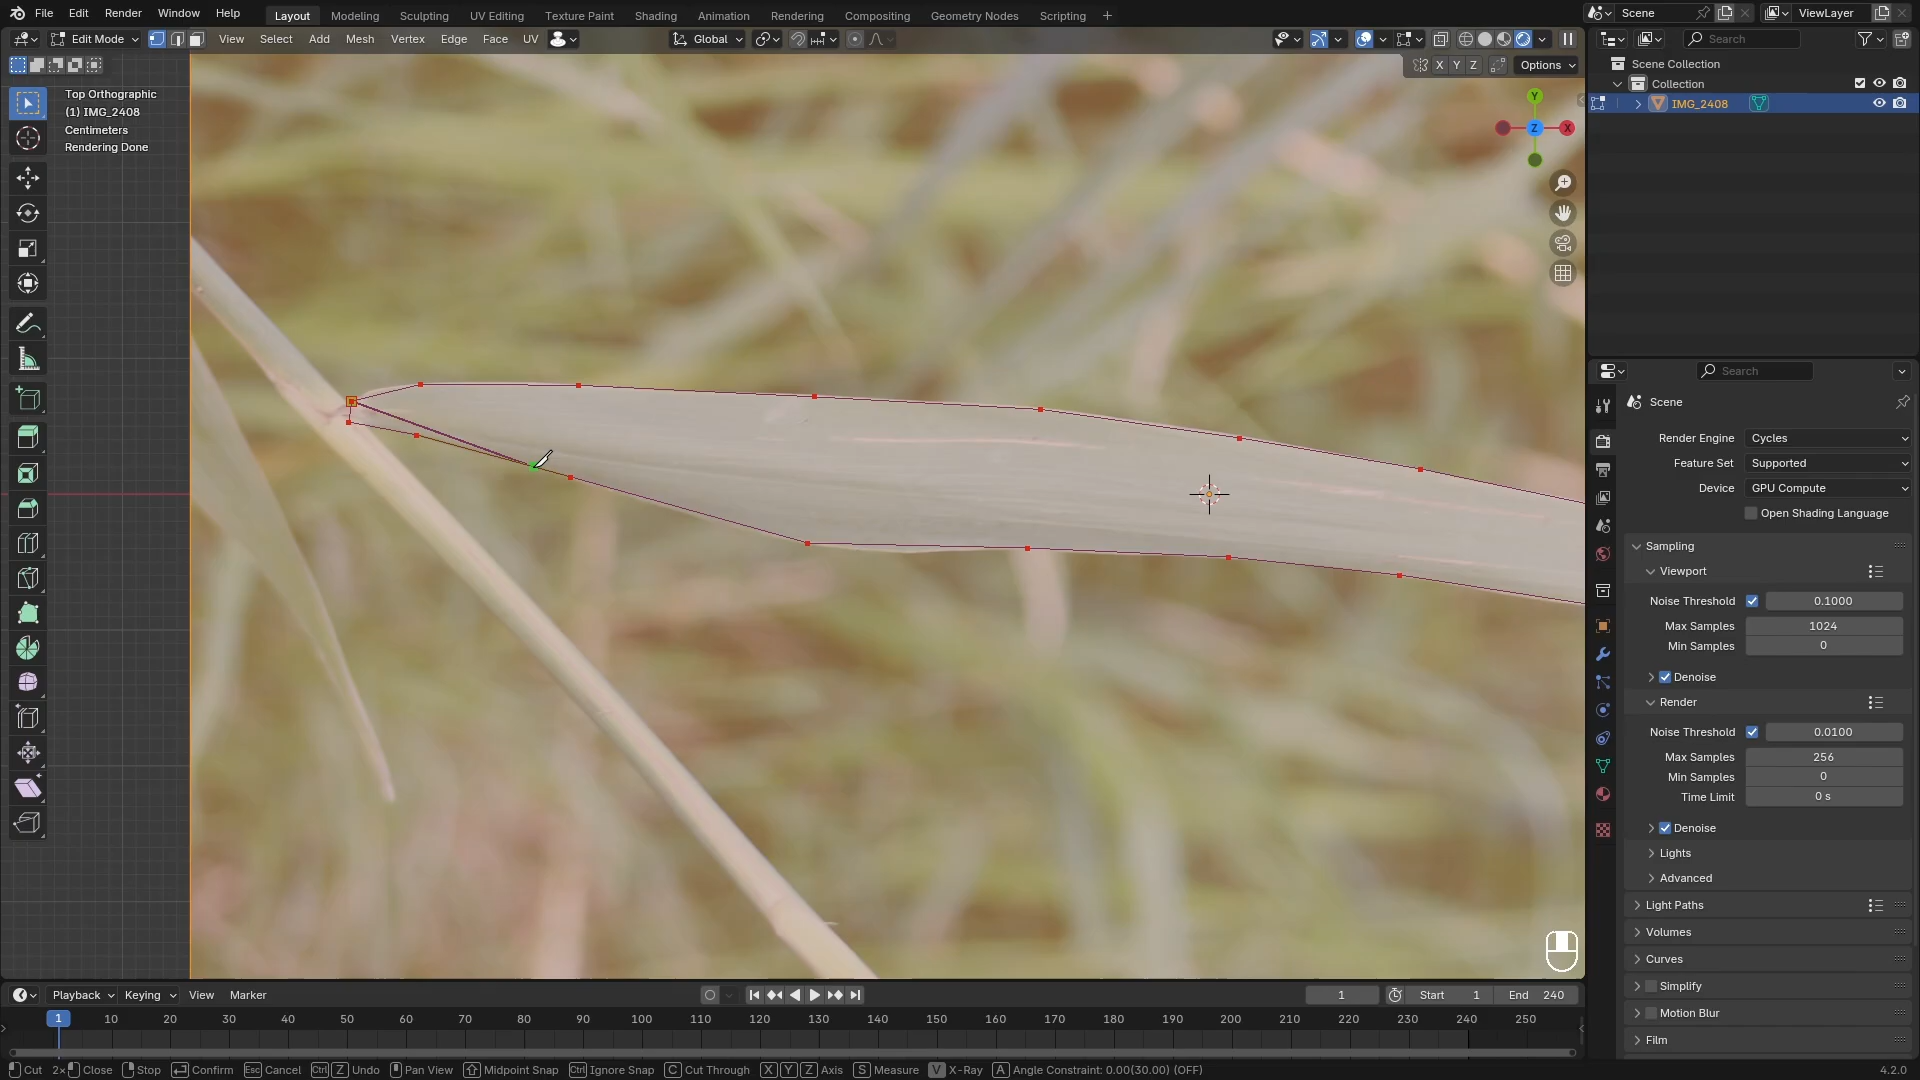 File Edit Render Window Help Layout Modeling Sculpting UV Editing Texture Paint Shading Animation Rendering Compositing Geometry Nodes Scripting + Scene ViewLayer
Edit Mode View Select Add Mesh Vertex Edge Face UV Global Search
X Y Z Options
Top Orthographic
(1) IMG_2408
Centimeters
Rendering Done
Y
Z
X
Scene Collection
Collection
IMG_2408
Search
Scene
Render Engine Cycles
Feature Set Supported
Device GPU Compute
Open Shading Language
Sampling
Viewport
Noise Threshold 0.1000
Max Samples 1024
Min Samples 0
Denoise
Render
Noise Threshold 0.0100
Max Samples 256
Min Samples 0
Time Limit 0 s
Denoise
Lights
Advanced
Light Paths
Volumes
Curves
Simplify
Motion Blur
Film
Playback Keying View Marker 1 Start 1 End 240
1 10 20 30 40 50 60 70 80 90 100 110 120 130 140 150 160 170 180 190 200 210 220 230 240 250
Cut 2× Close Stop Confirm Esc Cancel Ctrl Z Undo Pan View Midpoint Snap Ctrl Ignore Snap C Cut Through X Y Z Axis S Measure V X-Ray A Angle Constraint: 0.00(30.00) (OFF) 4.2.0